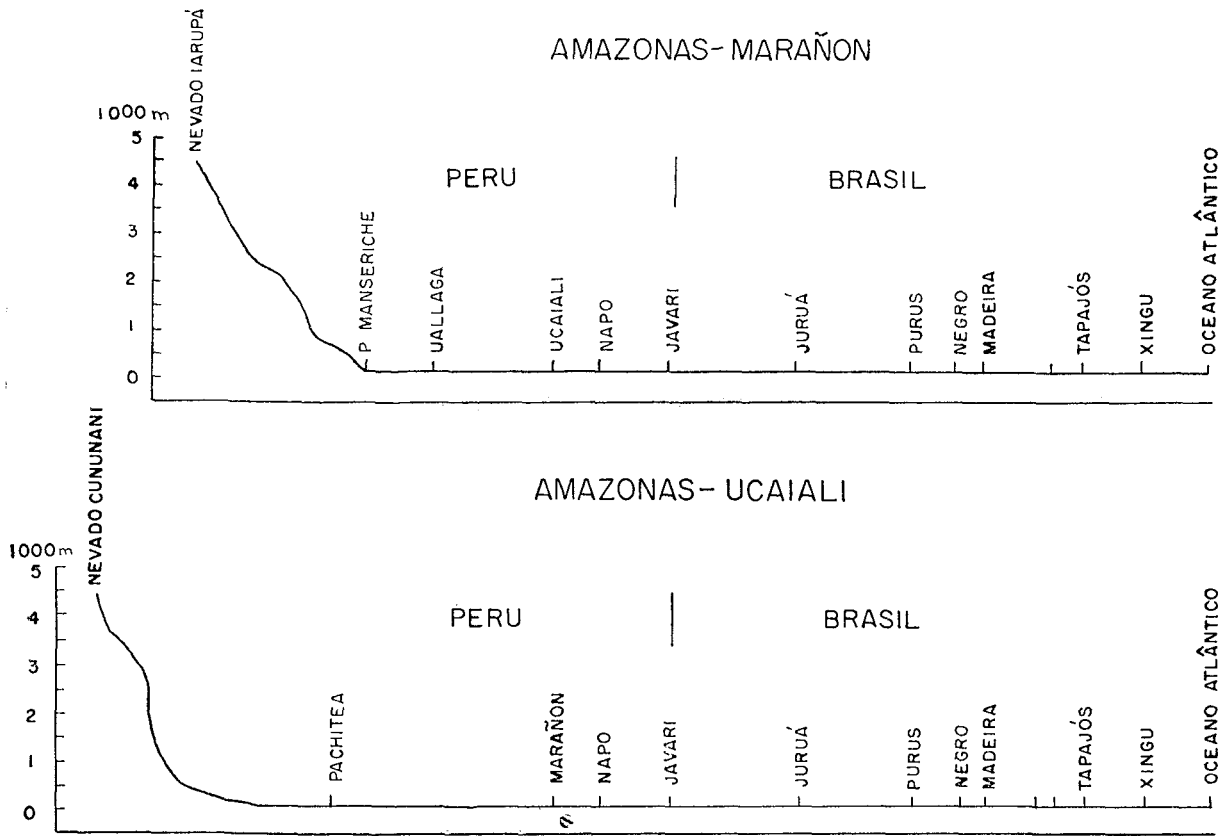 AMAZONAS-MARAÑON
NEVADO IARUPÁ
1000 m
5
4
3
2
1
0
PERU
BRASIL
P MANSERICHE
UALLAGA
UCAIALI
NAPO
JAVARI
JURUÁ
PURUS
NEGRO
MADEIRA
TAPAJÓS
XINGU
OCEANO ATLÂNTICO
AMAZONAS-UCAIALI
NEVADO CUNUNANI
1000 m
5
4
3
2
1
0
PERU
BRASIL
PACHITEA
MARAÑON
NAPO
JAVARI
JURUÁ
PURUS
NEGRO
MADEIRA
TAPAJÓS
XINGU
OCEANO ATLÂNTICO